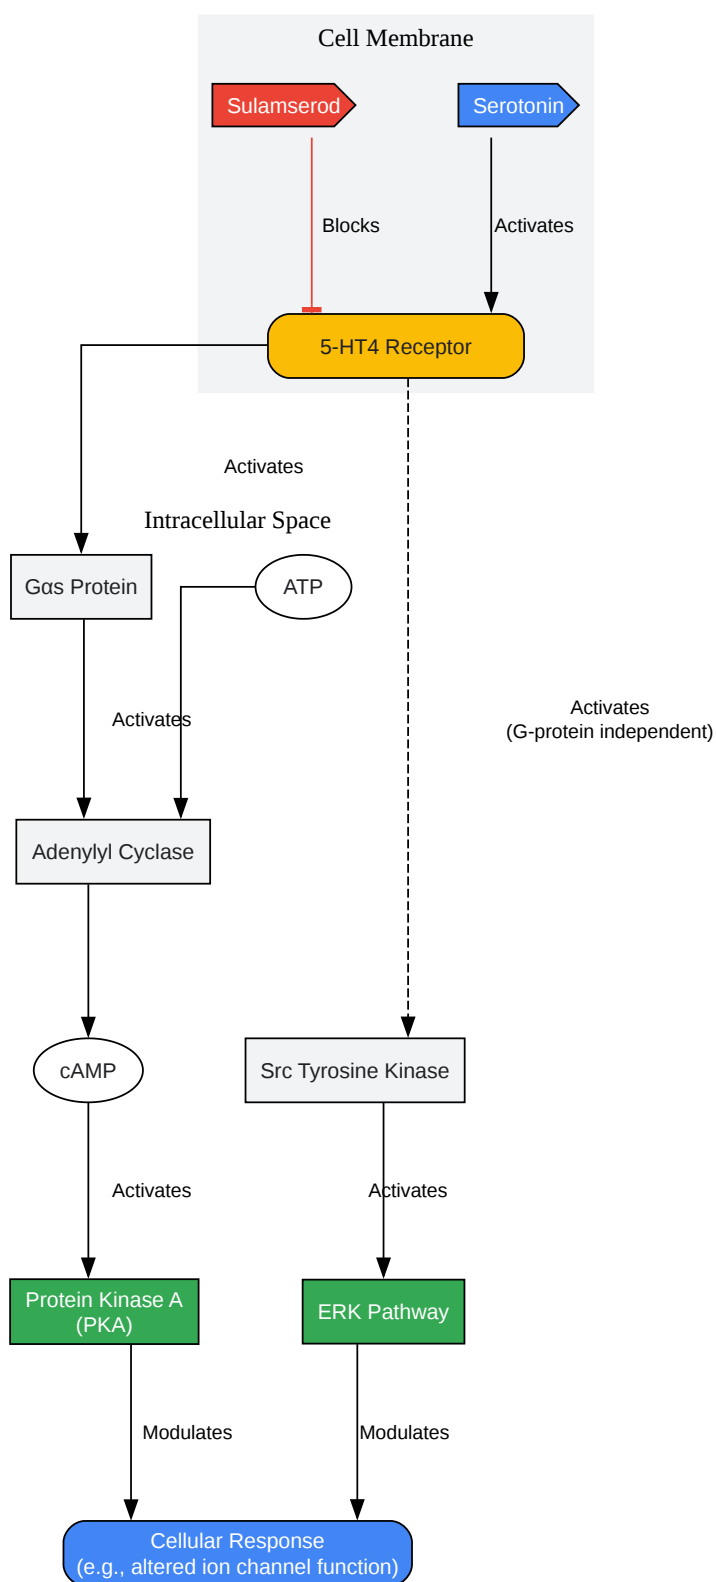 Cell Membrane
Sulamserod
Serotonin
Blocks
Activates
5-HT4 Receptor
Activates
Intracellular Space
Gαs Protein
ATP
Activates
Activates
(G-protein independent)
Adenylyl Cyclase
cAMP
Src Tyrosine Kinase
Activates
Activates
Protein Kinase A
(PKA)
ERK Pathway
Modulates
Modulates
Cellular Response
(e.g., altered ion channel function)